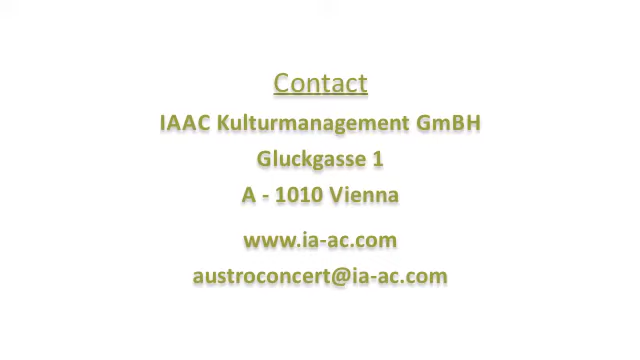 Contact
IAAC Kulturmanagement GmBH
Gluckgasse 1
A - 1010 Vienna
www.ia-ac.com
austroconcert@ia-ac.com